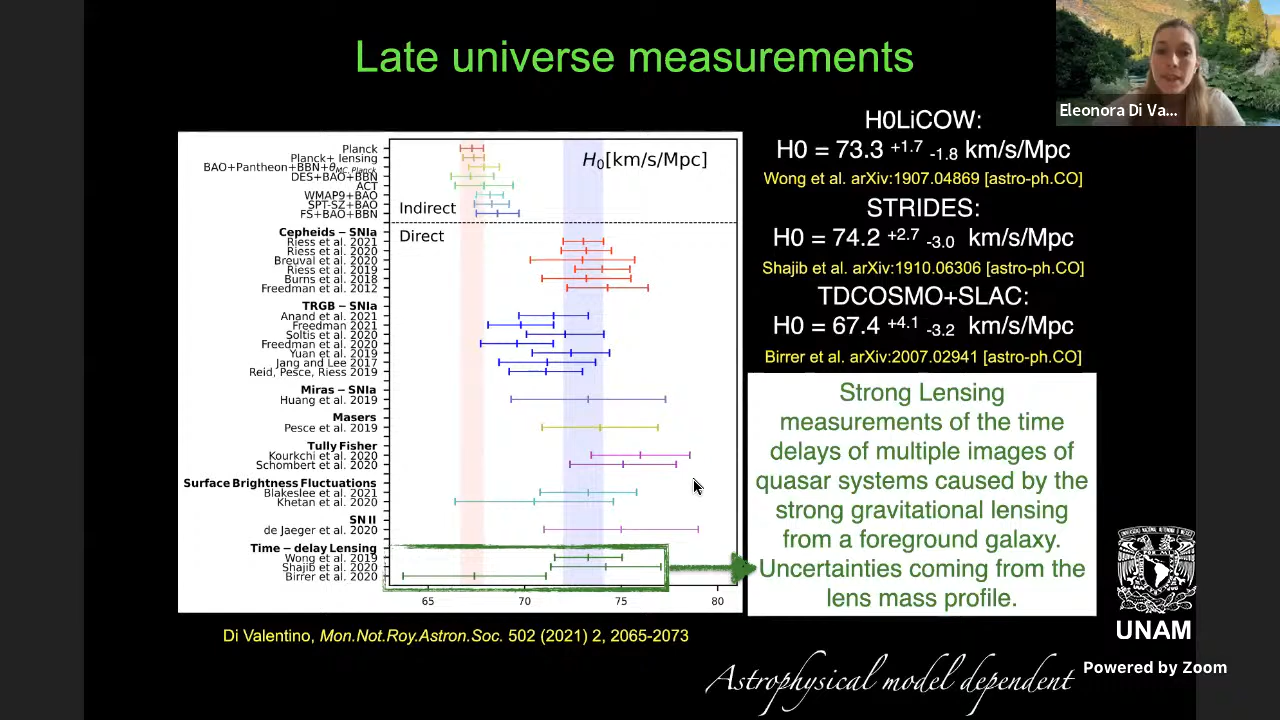 Late universe measurements
Eleonora Di Va...
H₀[km/s/Mpc]
Planck
Planck+ lensing
BAO+Pantheon+BBN+θMC, Planck
DES+BAO+BBN
ACT
WMAP9+BAO
SPT-SZ+BAO
FS+BAO+BBN
Indirect
Direct
Cepheids − SNIa
Riess et al. 2021
Riess et al. 2020
Breuval et al. 2020
Riess et al. 2019
Burns et al. 2018
Freedman et al. 2012
TRGB − SNIa
Anand et al. 2021
Freedman 2021
Soltis et al. 2020
Freedman et al. 2020
Yuan et al. 2019
Jang and Lee 2017
Reid, Pesce, Riess 2019
Miras − SNIa
Huang et al. 2019
Masers
Pesce et al. 2019
Tully Fisher
Kourkchi et al. 2020
Schombert et al. 2020
Surface Brightness Fluctuations
Blakeslee et al. 2021
Khetan et al. 2020
SN II
de Jaeger et al. 2020
Time − delay Lensing
Wong et al. 2019
Shajib et al. 2020
Birrer et al. 2020
65 70 75 80
Di Valentino, Mon.Not.Roy.Astron.Soc. 502 (2021) 2, 2065-2073
H0LiCOW:
H0 = 73.3 +1.7 -1.8 km/s/Mpc
Wong et al. arXiv:1907.04869 [astro-ph.CO]
STRIDES:
H0 = 74.2 +2.7 -3.0 km/s/Mpc
Shajib et al. arXiv:1910.06306 [astro-ph.CO]
TDCOSMO+SLAC:
H0 = 67.4 +4.1 -3.2 km/s/Mpc
Birrer et al. arXiv:2007.02941 [astro-ph.CO]
Strong Lensing
measurements of the time
delays of multiple images of
quasar systems caused by the
strong gravitational lensing
from a foreground galaxy.
Uncertainties coming from the
lens mass profile.
UNAM
Powered by Zoom
Astrophysical model dependent